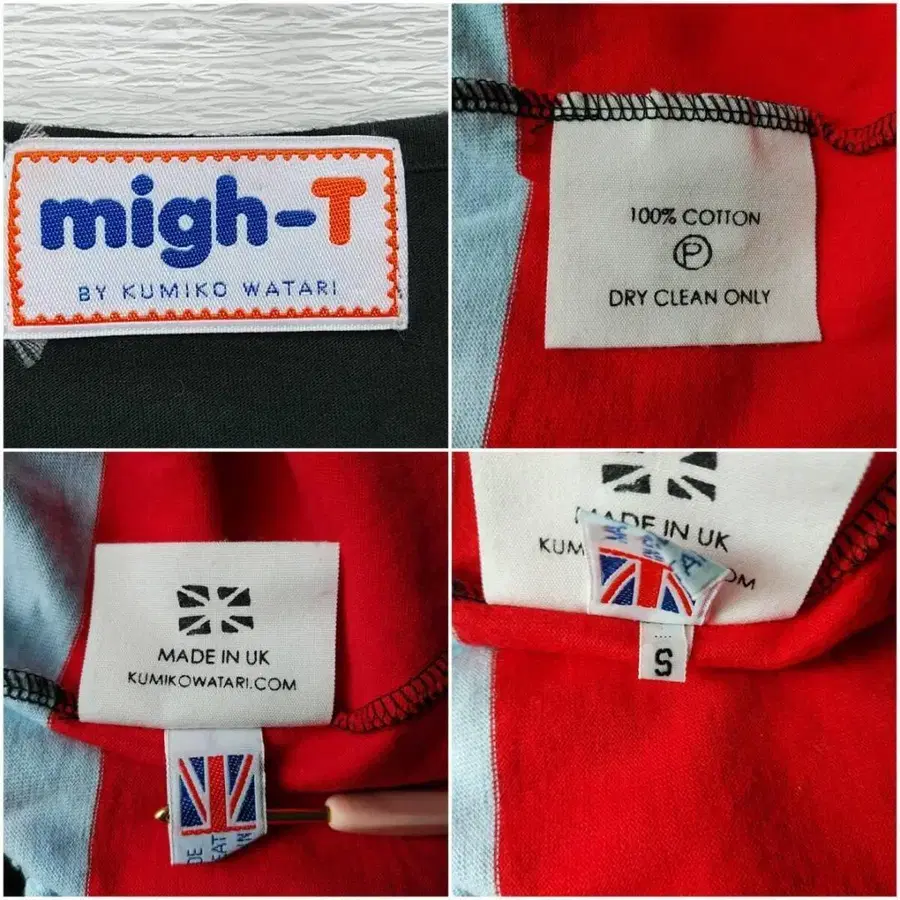 migh-T
BY KUMIKO WATARI
100% COTTON
P
DRY CLEAN ONLY
MADE IN UK
KUMIKOWATARI.COM
MADE IN UK
S